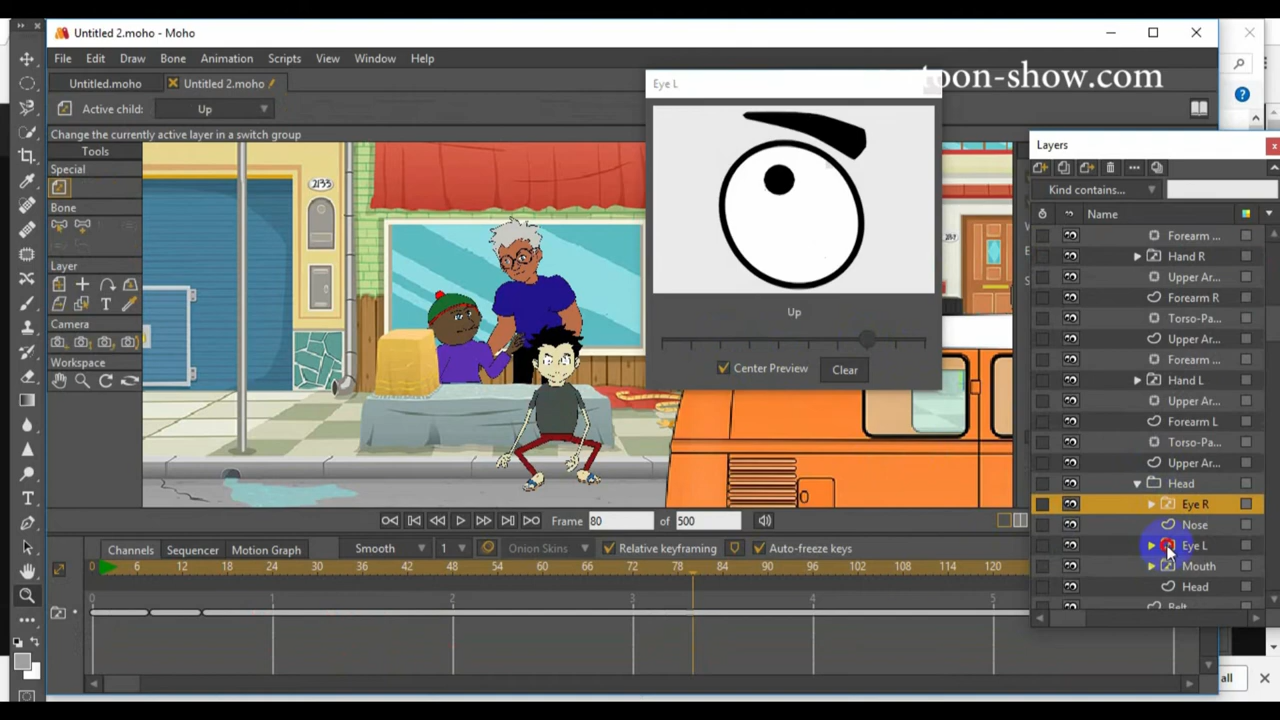 Untitled 2.moho - Moho
File Edit Draw Bone Animation Scripts View Window Help
Untitled.moho Untitled 2.moho
Active child: Up
Change the currently active layer in a switch group
Tools
Special
Bone
Layer
Camera
Workspace
2133
Eye L
toon-show.com
Up
Center Preview Clear
Layers
Kind contains...
Name
Forearm ...
Hand R
Upper Ar...
Forearm R
Torso-Pa...
Upper Ar...
Forearm ...
Hand L
Upper Ar...
Forearm L
Torso-Pa...
Upper Ar...
Head
Eye R
Nose
Eye L
Mouth
Head
Belt
Frame 80 of 500
Channels Sequencer Motion Graph Smooth 1 Onion Skins Relative keyframing Auto-freeze keys
0 6 12 18 24 30 36 42 48 54 60 66 72 78 84 90 96 102 108 114 120
0 1 2 3 4 5
all